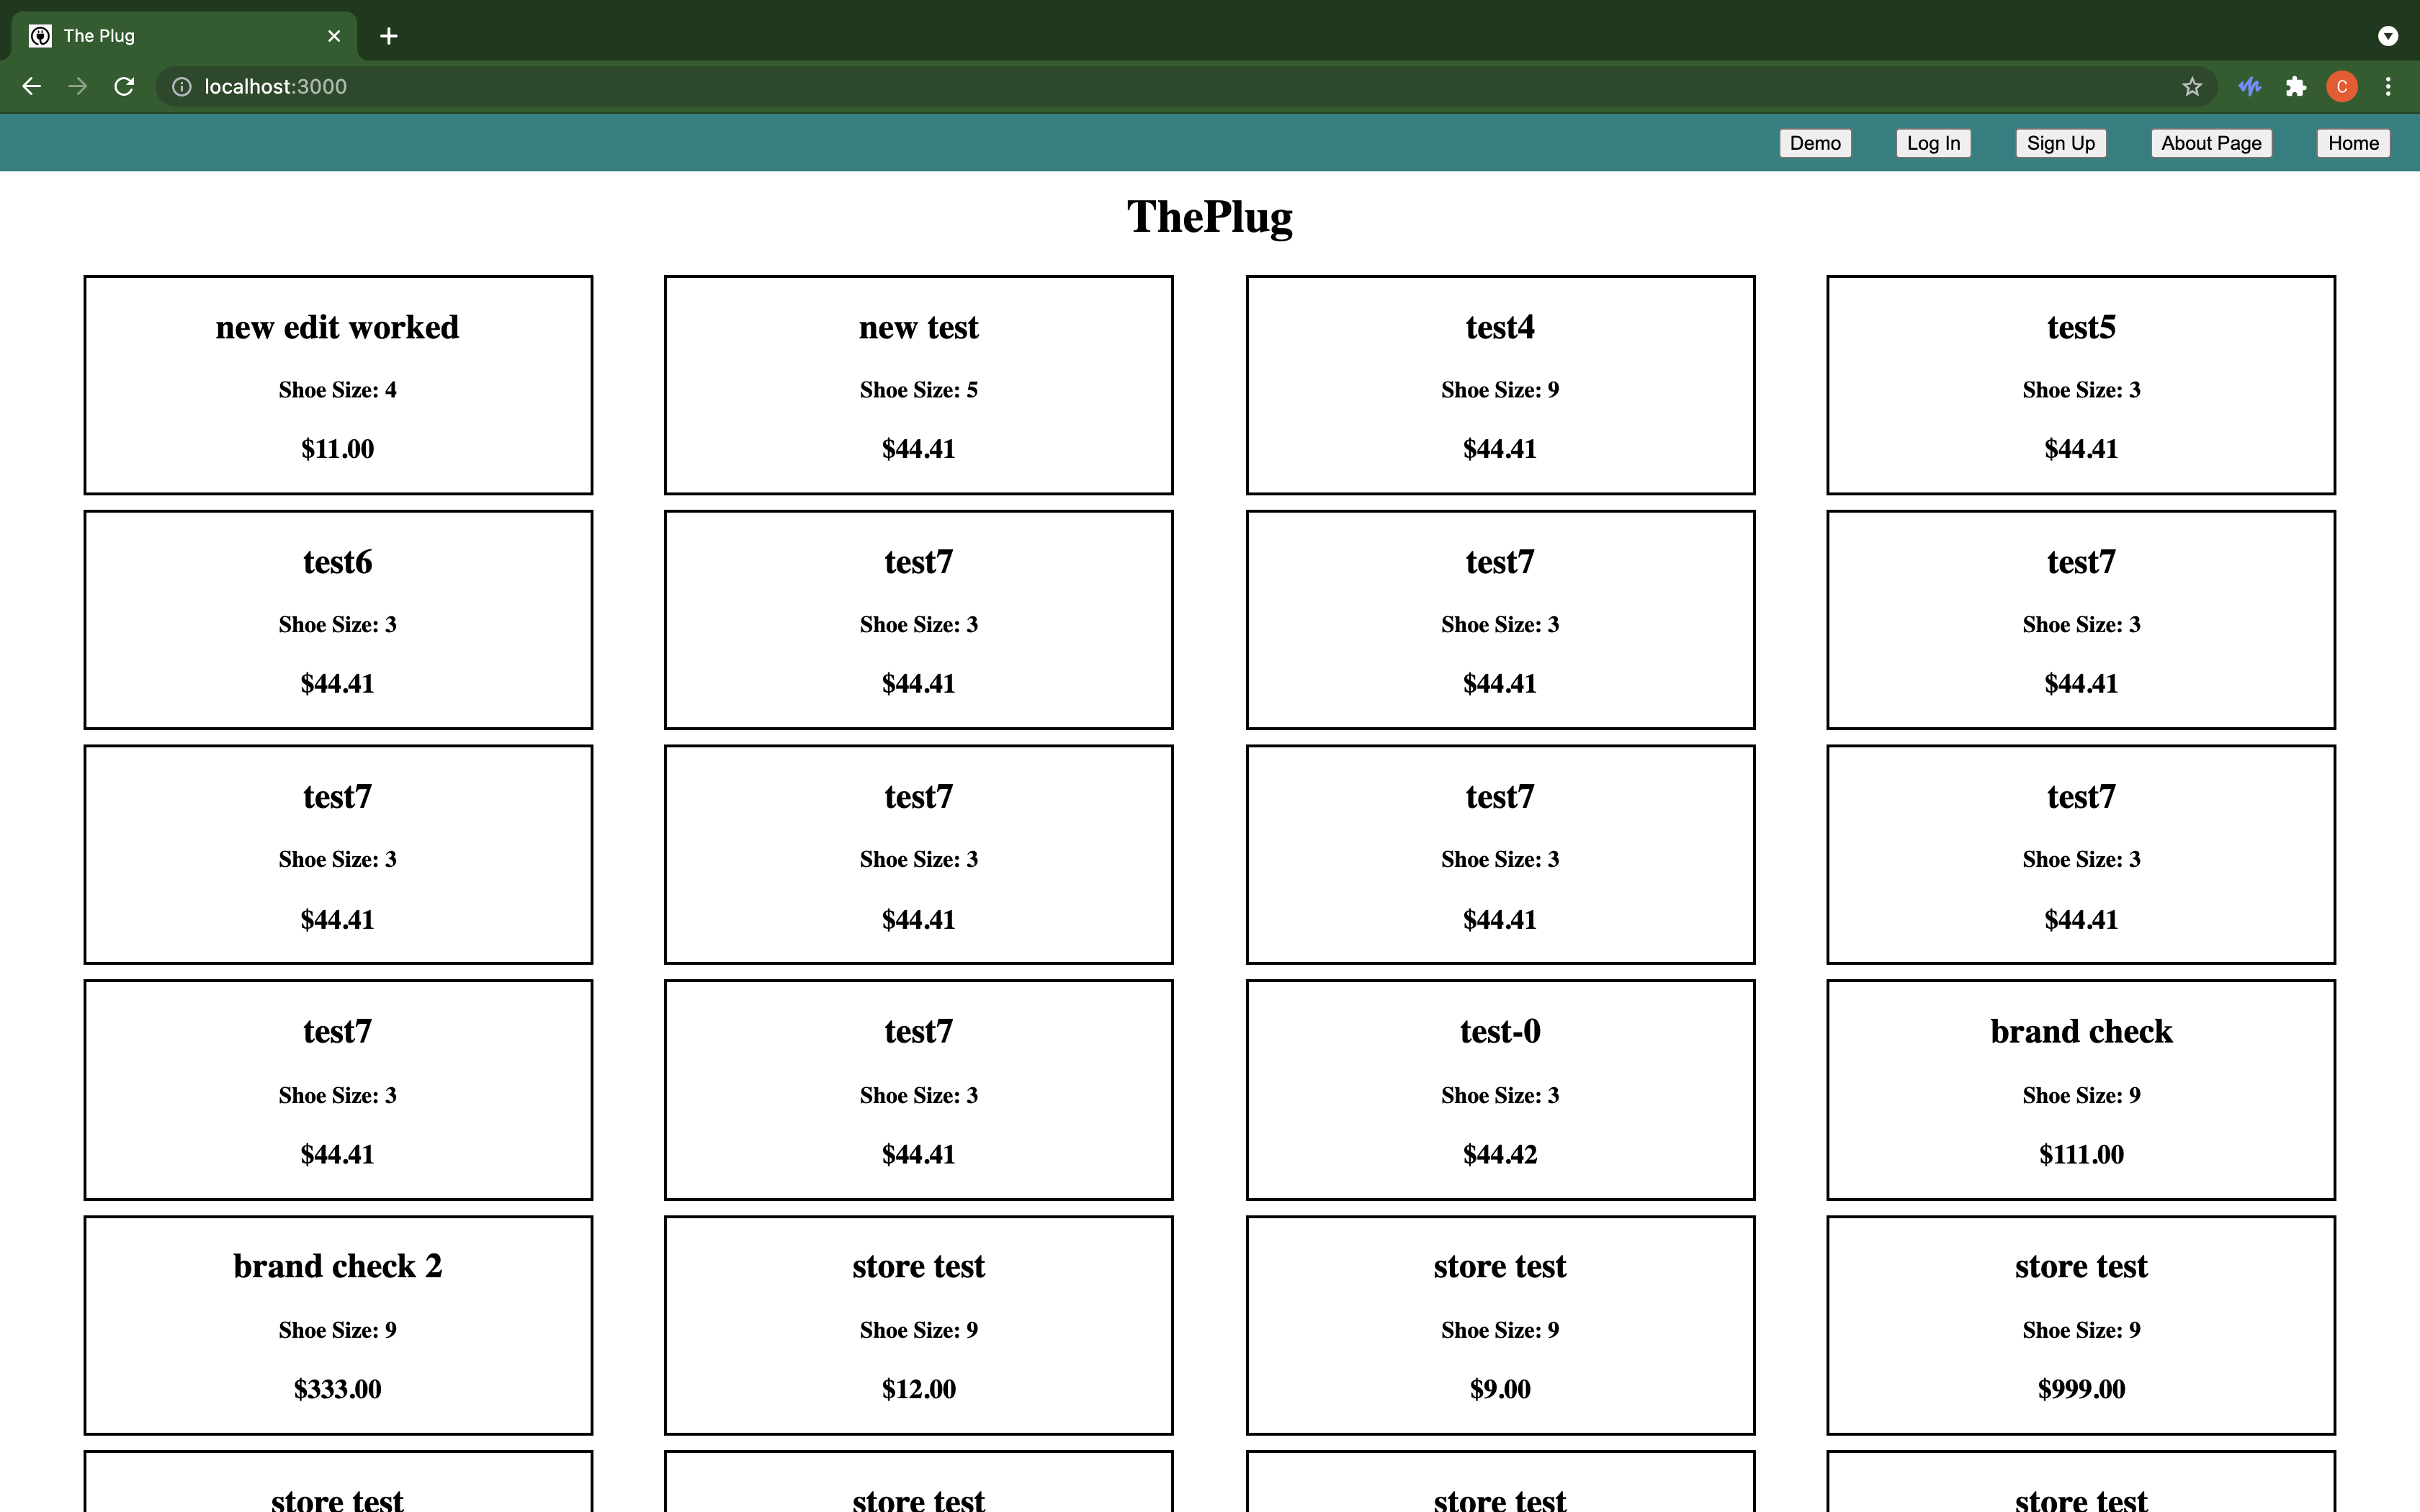 The Plug
localhost:3000
C
Demo Log In Sign Up About Page Home
ThePlug
new edit worked
Shoe Size: 4
$11.00
new test
Shoe Size: 5
$44.41
test4
Shoe Size: 9
$44.41
test5
Shoe Size: 3
$44.41
test6
Shoe Size: 3
$44.41
test7
Shoe Size: 3
$44.41
test7
Shoe Size: 3
$44.41
test7
Shoe Size: 3
$44.41
test7
Shoe Size: 3
$44.41
test7
Shoe Size: 3
$44.41
test7
Shoe Size: 3
$44.41
test7
Shoe Size: 3
$44.41
test7
Shoe Size: 3
$44.41
test7
Shoe Size: 3
$44.41
test-0
Shoe Size: 3
$44.42
brand check
Shoe Size: 9
$111.00
brand check 2
Shoe Size: 9
$333.00
store test
Shoe Size: 9
$12.00
store test
Shoe Size: 9
$9.00
store test
Shoe Size: 9
$999.00
store test
store test
store test
store test